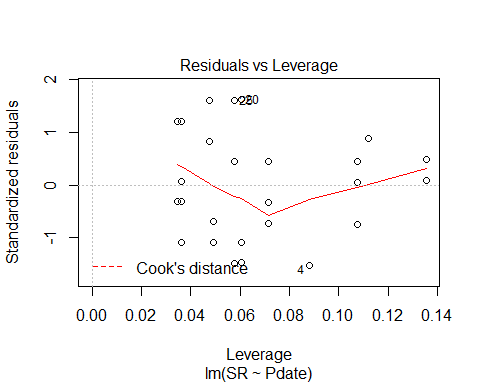 Residuals vs Leverage
Standardized residuals
2
1
0
-1
20
4
Cook's distance
0.00 0.02 0.04 0.06 0.08 0.10 0.12 0.14
Leverage
lm(SR ~ Pdate)